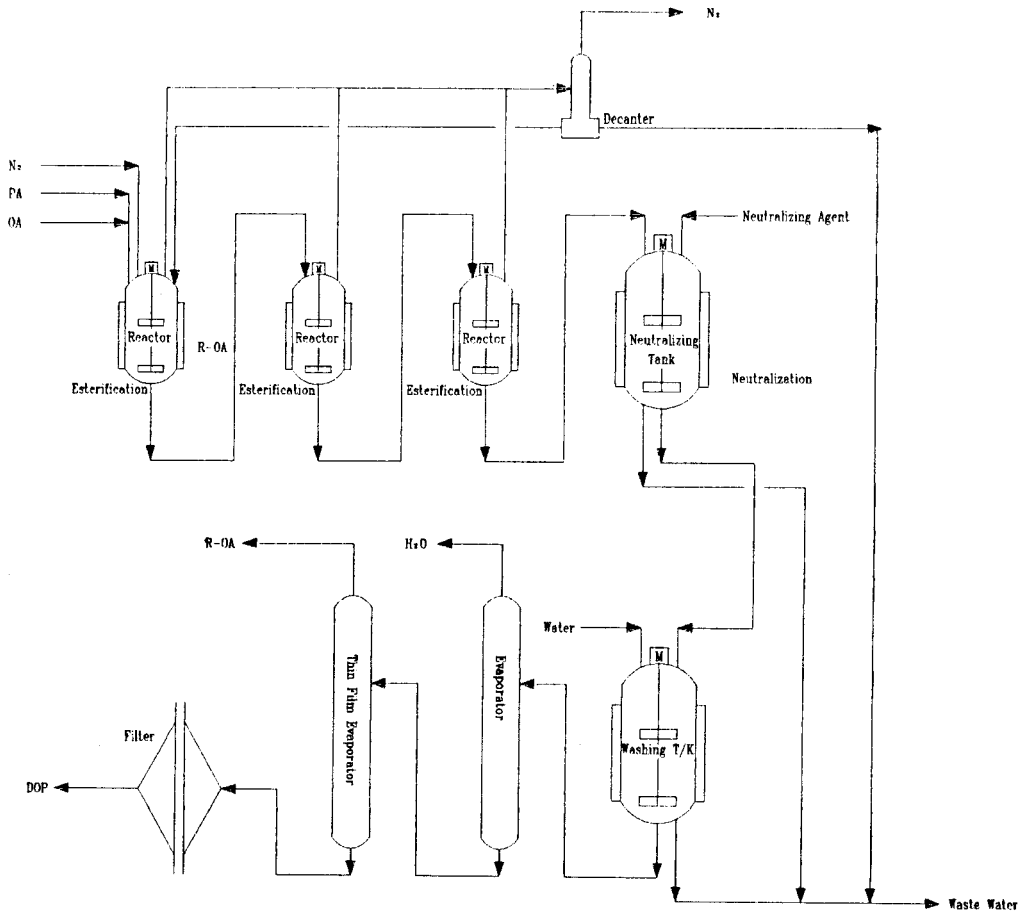 N₂
Decanter
N₂
PA
OA
Neutralizing Agent
M
M
M
M
Reactor
R-OA
Reactor
Reactor
Neutralizing
Tank
Esterification
Esterification
Esterification
Neutralization
R-OA
H₂O
Water
M
Thin Film Evaporator
Evaporator
Filter
Washing T/K
DOP
Waste Water